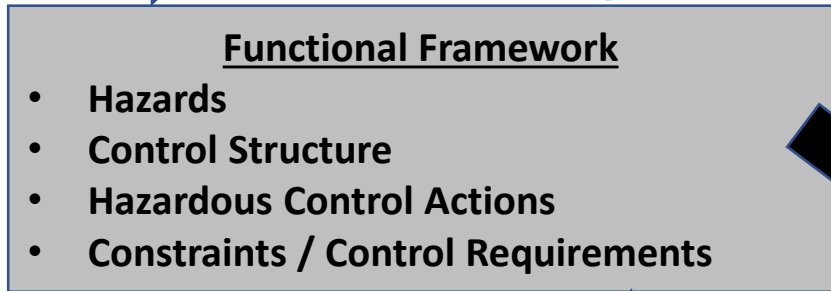 Functional Framework
• Hazards
• Control Structure
• Hazardous Control Actions
• Constraints / Control Requirements